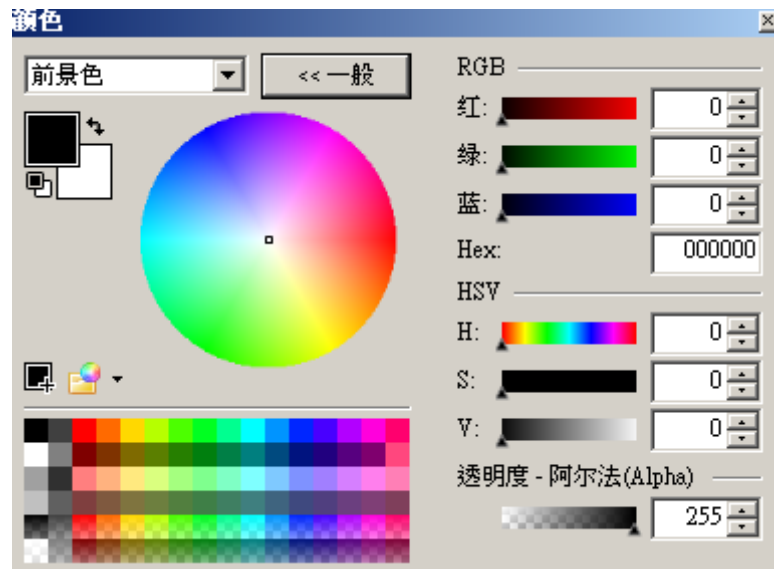 顏色
前景色
<< 一般
RGB
红: 0
绿: 0
蓝: 0
Hex: 000000
HSV
H: 0
S: 0
V: 0
透明度 - 阿尔法(Alpha)
255